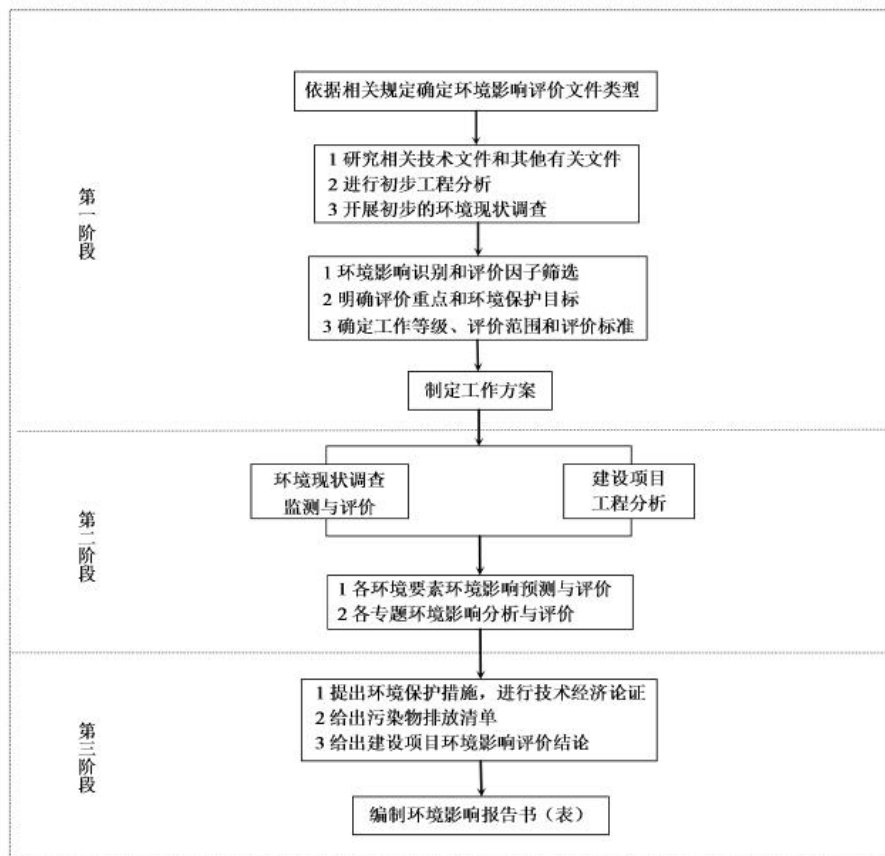 依据相关规定确定环境影响评价文件类型
1 研究相关技术文件和其他有关文件
2 进行初步工程分析
3 开展初步的环境现状调查
第一阶段
1 环境影响识别和评价因子筛选
2 明确评价重点和环境保护目标
3 确定工作等级、评价范围和评价标准
制定工作方案
环境现状调查
监测与评价
建设项目
工程分析
第二阶段
1 各环境要素环境影响预测与评价
2 各专题环境影响分析与评价
1 提出环境保护措施，进行技术经济论证
2 给出污染物排放清单
3 给出建设项目环境影响评价结论
第三阶段
编制环境影响报告书（表）